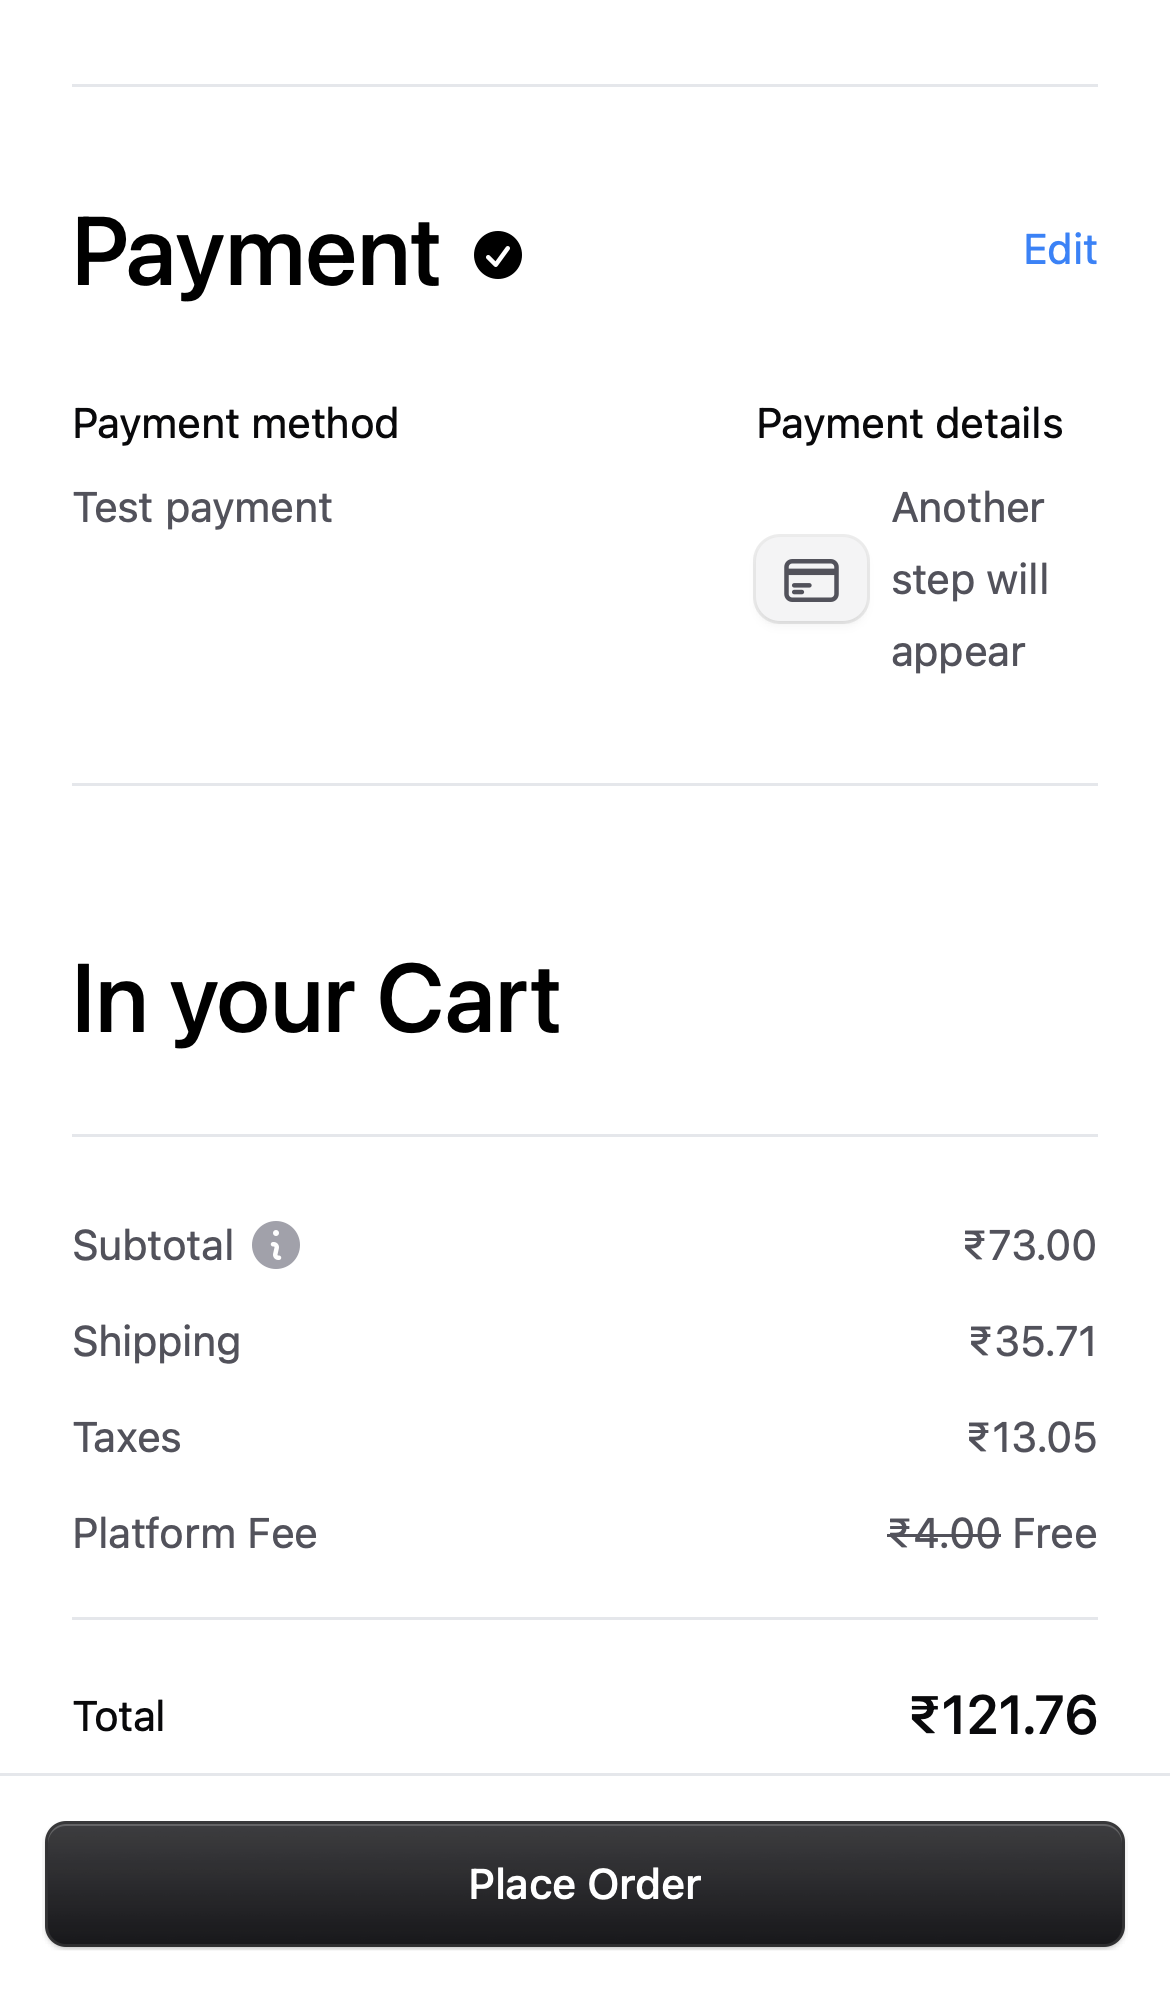 Payment
Edit
Payment method
Test payment
Payment details
Another
step will
appear
In your Cart
Subtotal ₹73.00
Shipping ₹35.71
Taxes ₹13.05
Platform Fee ₹4.00 Free
Total ₹121.76
Place Order